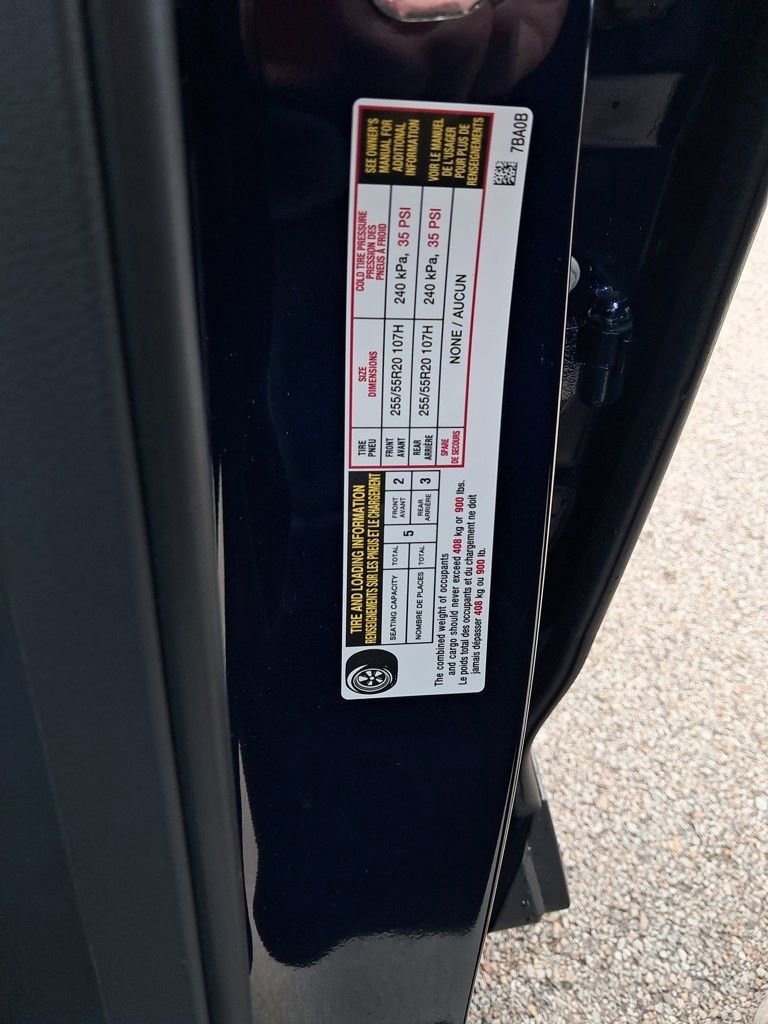 TIRE AND LOADING INFORMATION
RENSEIGNEMENTS SUR LES PNEUS ET LE CHARGEMENT
SEATING CAPACITY
NOMBRE DE PLACES
TOTAL
TOTAL
5
FRONT
AVANT
2
REAR
ARRIÈRE
3
The combined weight of occupants
and cargo should never exceed 408 kg or 900 lbs.
Le poids total des occupants et du chargement ne doit
jamais dépasser 408 kg ou 900 lb.
TIRE
PNEU
SIZE
DIMENSIONS
COLD TIRE PRESSURE
PRESSION DES
PNEUS À FROID
FRONT
AVANT
255/55R20 107H
240 kPa, 35 PSI
REAR
ARRIÈRE
255/55R20 107H
240 kPa, 35 PSI
SPARE
DE SECOURS
NONE / AUCUN
SEE OWNER'S
MANUAL FOR
ADDITIONAL
INFORMATION
VOIR LE MANUEL
DE L'USAGER
POUR PLUS DE
RENSEIGNEMENTS
7BA0B